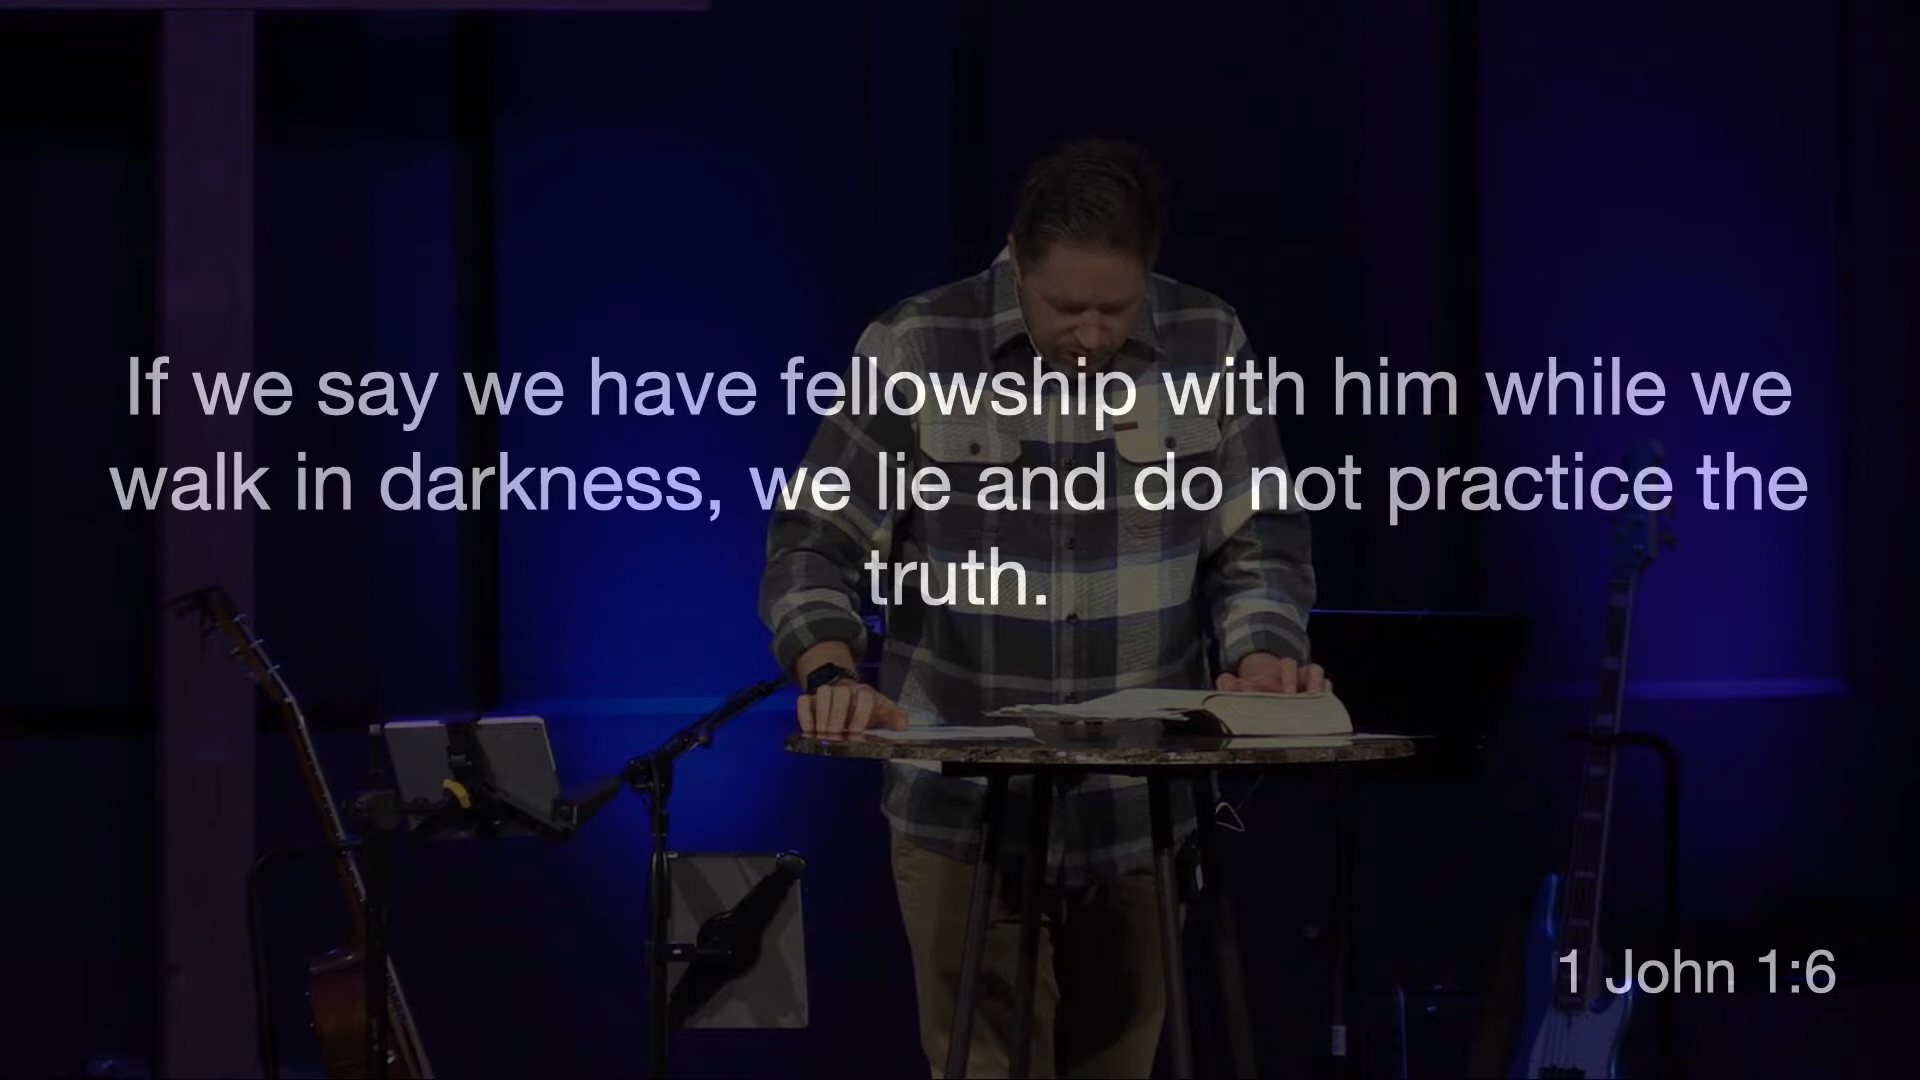 If we say we have fellowship with him while we
walk in darkness, we lie and do not practice the
truth.
1 John 1:6